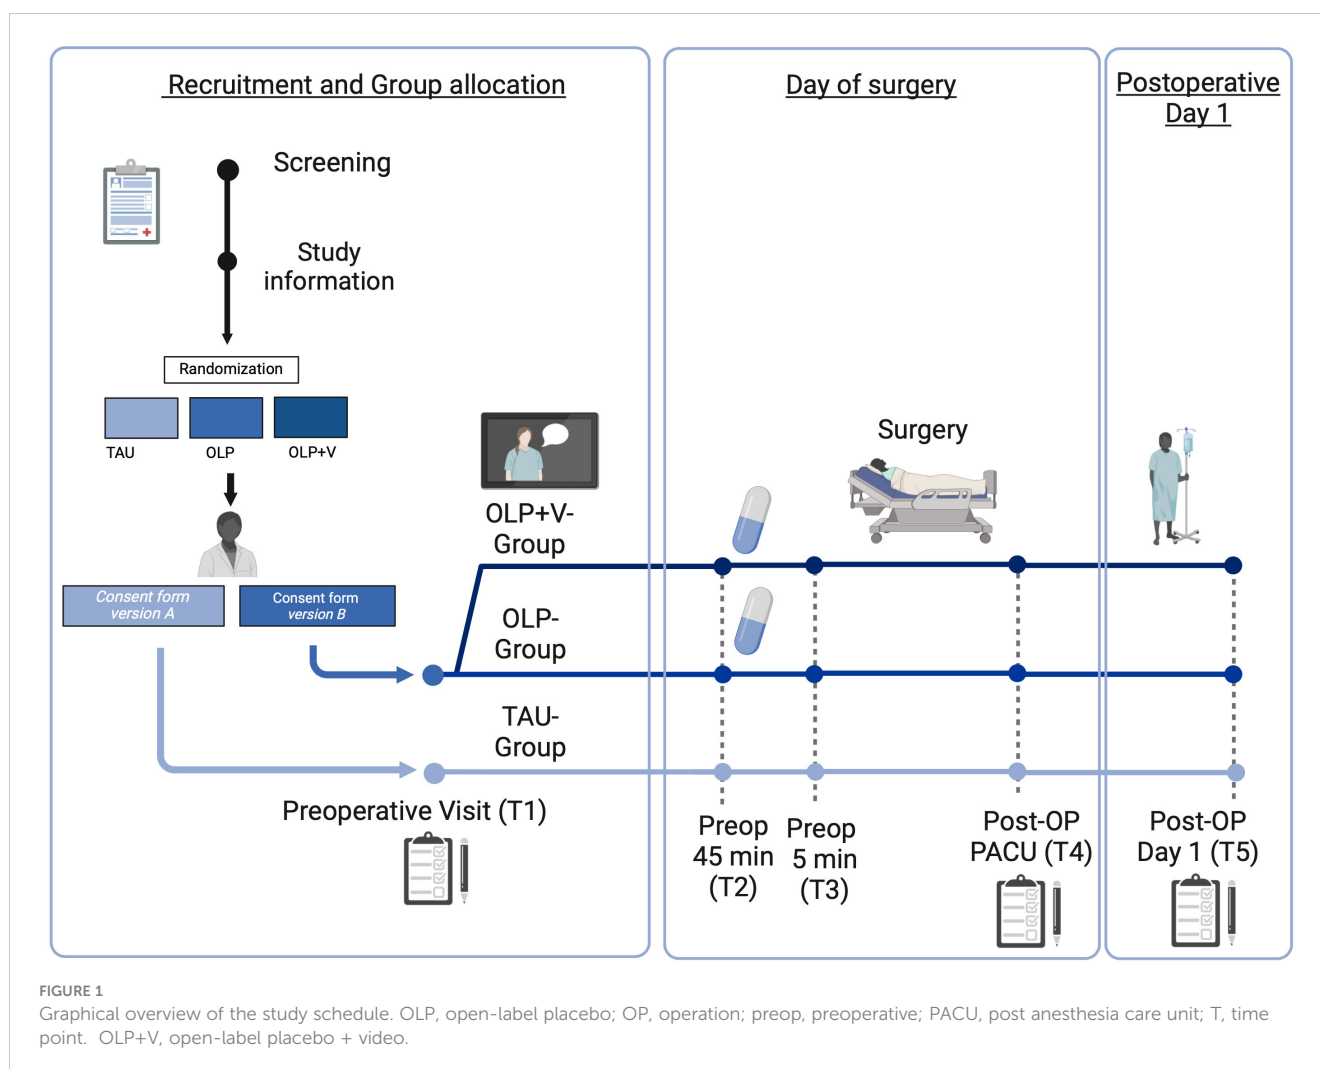 Recruitment and Group allocation
Screening
Study
information
Randomization
TAU
OLP
OLP+V
Consent form
version A
Consent form
version B
OLP+V-
Group
OLP-
Group
TAU-
Group
Preoperative Visit (T1)
Day of surgery
Surgery
Preop
45 min
(T2)
Preop
5 min
(T3)
Post-OP
PACU (T4)
Postoperative
Day 1
Post-OP
Day 1 (T5)
FIGURE 1
Graphical overview of the study schedule. OLP, open-label placebo; OP, operation; preop, preoperative; PACU, post anesthesia care unit; T, time
point. OLP+V, open-label placebo + video.